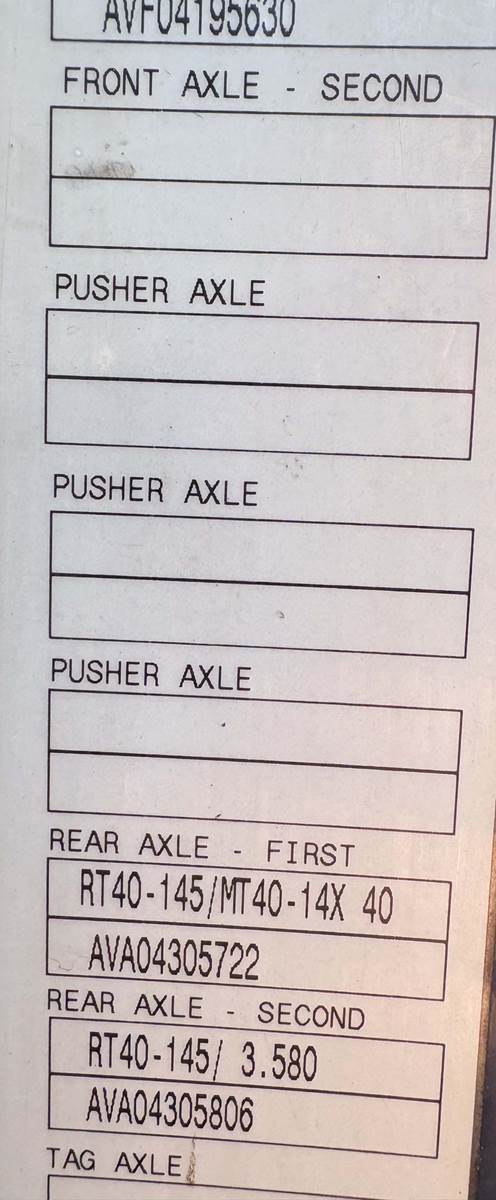 AVF04195630
FRONT AXLE - SECOND
PUSHER AXLE
PUSHER AXLE
PUSHER AXLE
REAR AXLE - FIRST
RT40-145/MT40-14X 40
AVA04305722
REAR AXLE - SECOND
RT40-145/ 3.580
AVA04305806
TAG AXLE